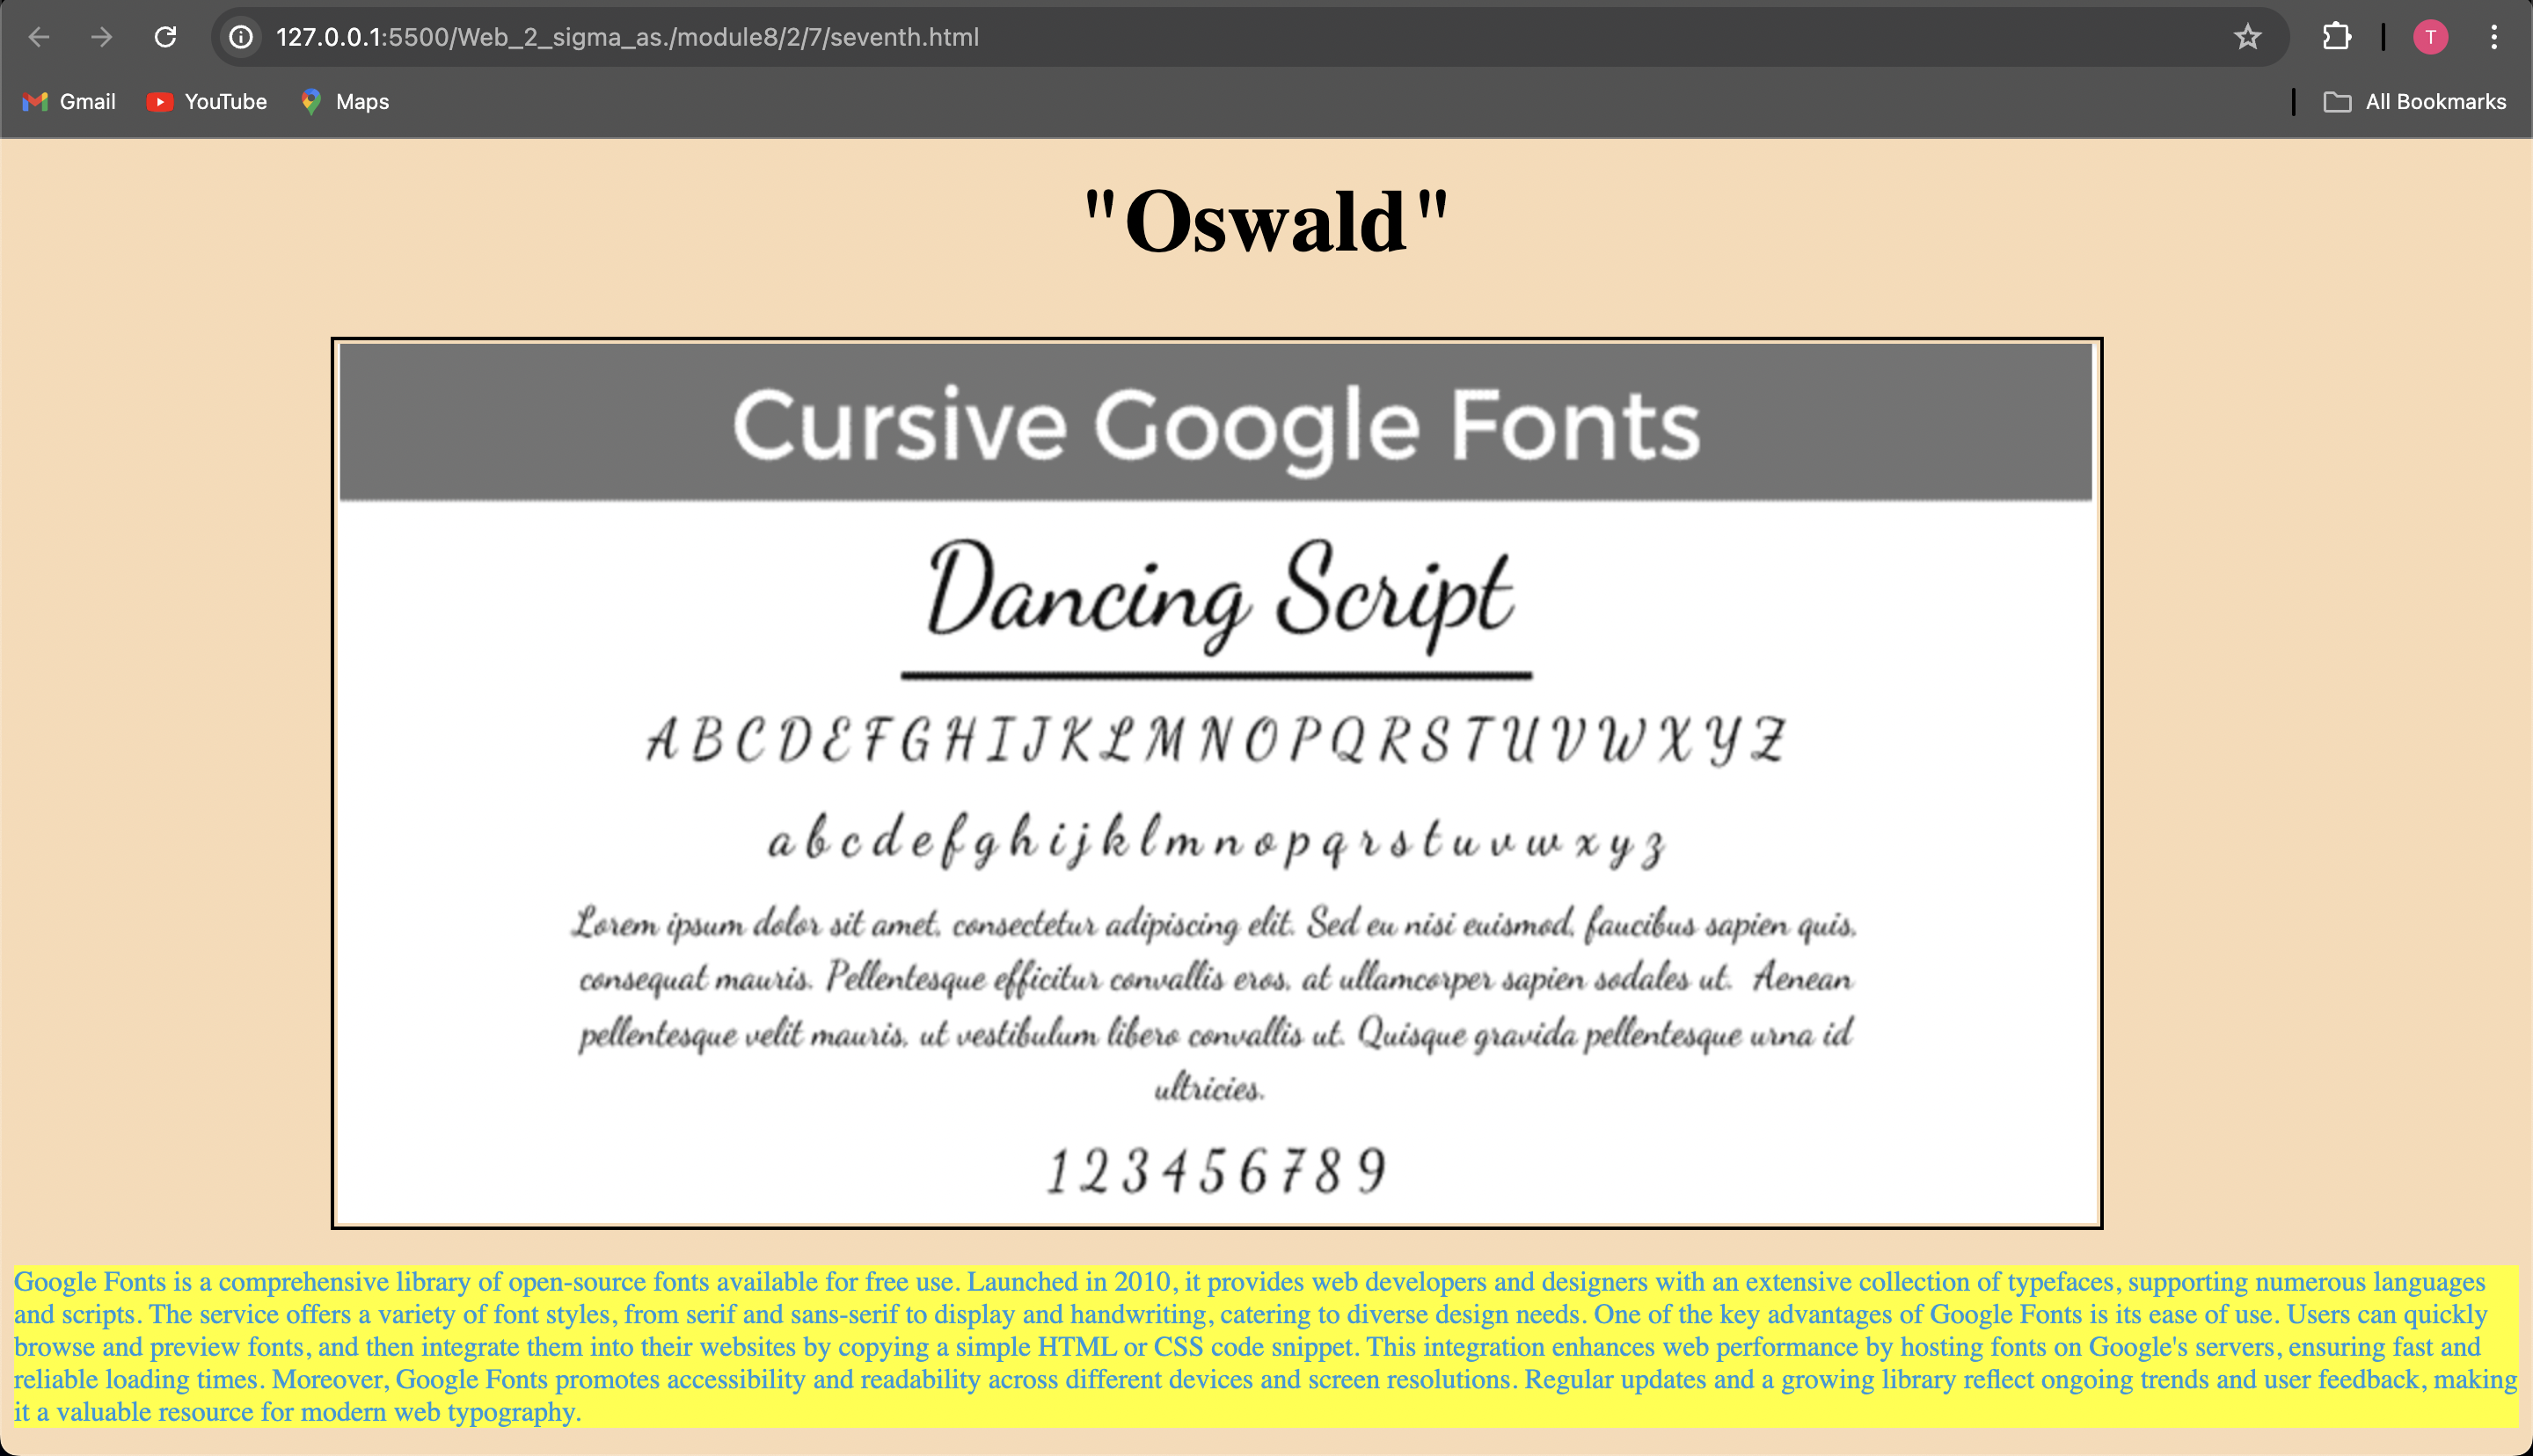 127.0.0.1:5500/Web_2_sigma_as./module8/2/7/seventh.html
T
Gmail
YouTube
Maps
All Bookmarks
"Oswald"
Cursive Google Fonts
Dancing Script
A B C D E F G H I J K L M N O P Q R S T U V W X Y Z
a b c d e f g h i j k l m n o p q r s t u v w x y z
Lorem ipsum dolor sit amet, consectetur adipiscing elit. Sed eu nisi euismod, faucibus sapien quis,
consequat mauris. Pellentesque efficitur convallis eros, at ullamcorper sapien sodales ut. Aenean
pellentesque velit mauris, ut vestibulum libero convallis ut. Quisque gravida pellentesque urna id
ultricies.
1 2 3 4 5 6 7 8 9
Google Fonts is a comprehensive library of open-source fonts available for free use. Launched in 2010, it provides web developers and designers with an extensive collection of typefaces, supporting numerous languages
and scripts. The service offers a variety of font styles, from serif and sans-serif to display and handwriting, catering to diverse design needs. One of the key advantages of Google Fonts is its ease of use. Users can quickly
browse and preview fonts, and then integrate them into their websites by copying a simple HTML or CSS code snippet. This integration enhances web performance by hosting fonts on Google's servers, ensuring fast and
reliable loading times. Moreover, Google Fonts promotes accessibility and readability across different devices and screen resolutions. Regular updates and a growing library reflect ongoing trends and user feedback, making
it a valuable resource for modern web typography.